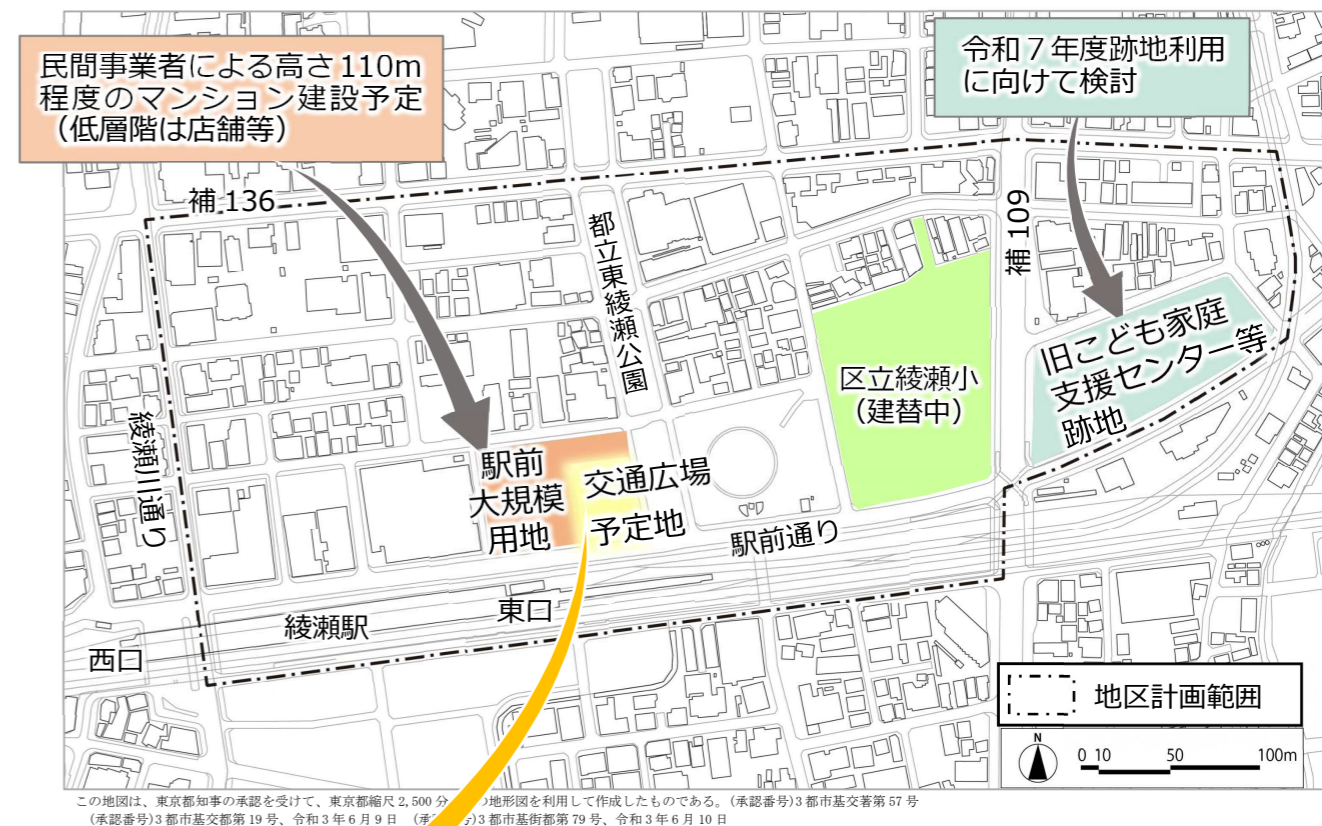 民間事業者による高さ110m
程度のマンション建設予定
（低層階は店舗等）
令和７年度跡地利用
に向けて検討
補136
都立東綾瀬公園
補109
旧こども家庭
支援センター等
跡地
区立綾瀬小
（建替中）
綾瀬川通り
駅前
大規模
用地
交通広場
予定地
駅前通り
東口
綾瀬駅
西口
地区計画範囲
N
0 10 50 100m
この地図は、東京都知事の承認を受けて、東京都縮尺2,500分 の地形図を利用して作成したものである。(承認番号)3都市基交著第57号
(承認番号)3都市基交都第19号、令和3年6月9日 (承 号)3都市基街都第79号、令和3年6月10日